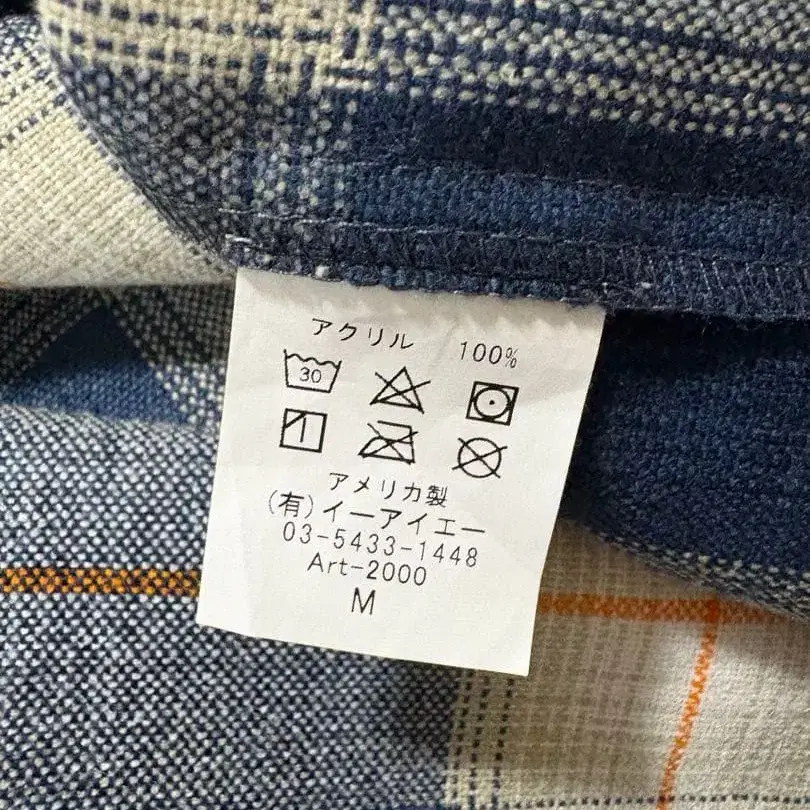 アクリル 100%
30
アメリカ製
(有)イーアイエー
03-5433-1448
Art-2000
M